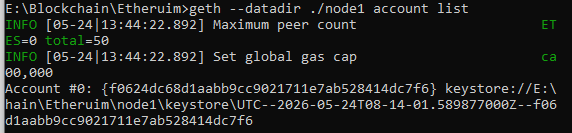 E:\Blockchain\Etheruim>geth --datadir ./node1 account list
INFO [05-24|13:44:22.892] Maximum peer count ET
ES=0 total=50
INFO [05-24|13:44:22.892] Set global gas cap ca
00,000
Account #0: {f0624dc68d1aabb9cc9021711e7ab528414dc7f6} keystore://E:\
hain\Etheruim\node1\keystore\UTC--2026-05-24T08-14-01.589877000Z--f06
d1aabb9cc9021711e7ab528414dc7f6